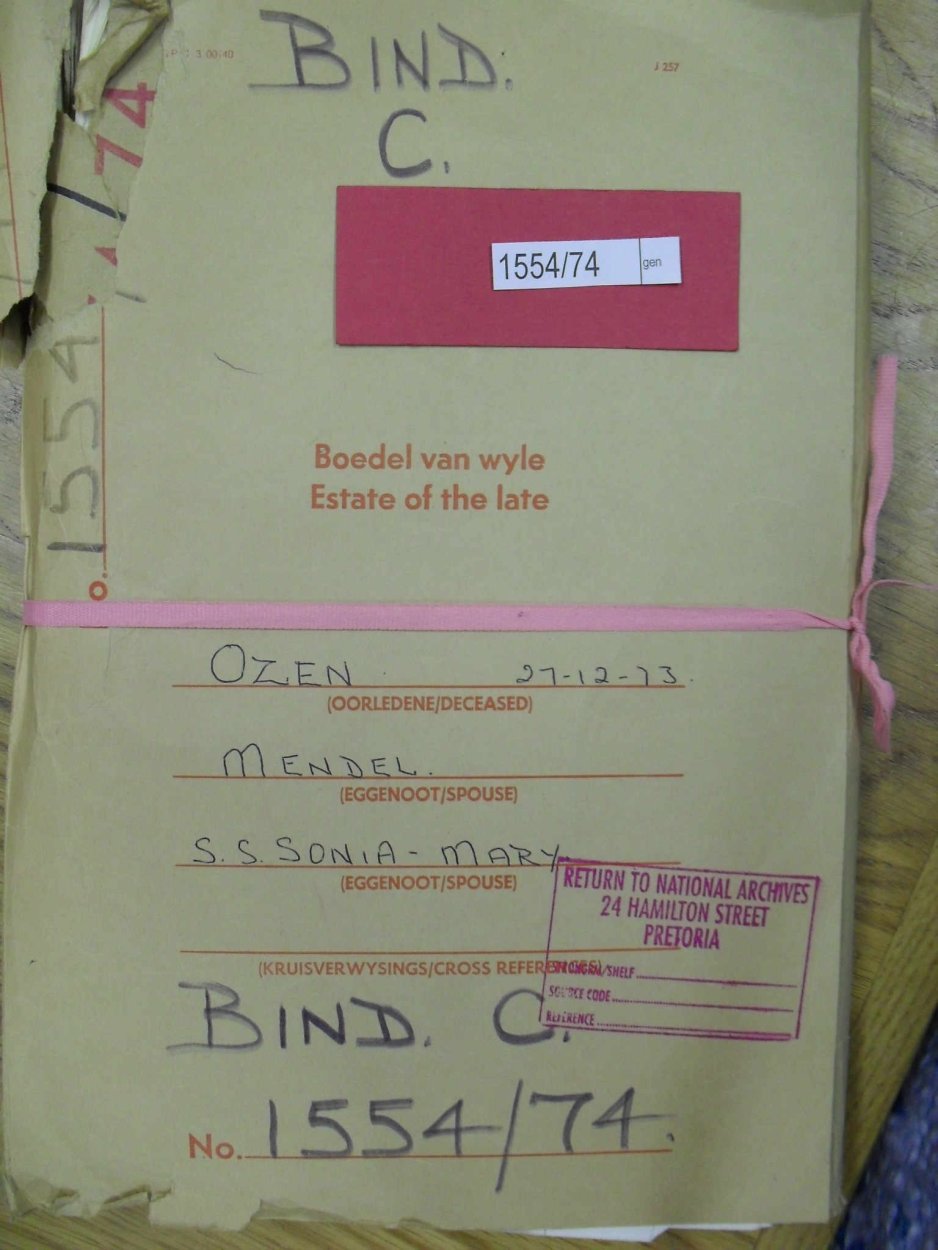 BIND.
J 257
C.
1554/74 gen
1554/74
Boedel van wyle
Estate of the late
o.
OZEN 27-12-73.
(OORLEDENE/DECEASED)
MENDEL.
(EGGENOOT/SPOUSE)
S.S. SONIA - MARY
(EGGENOOT/SPOUSE)
RETURN TO NATIONAL ARCHIVES
24 HAMILTON STREET
PRETORIA
(KRUISVERWYSINGS/CROSS REFERENCES)
/SHELF
SOURCE CODE
REFERENCE
BIND. C.
No. 1554/74.